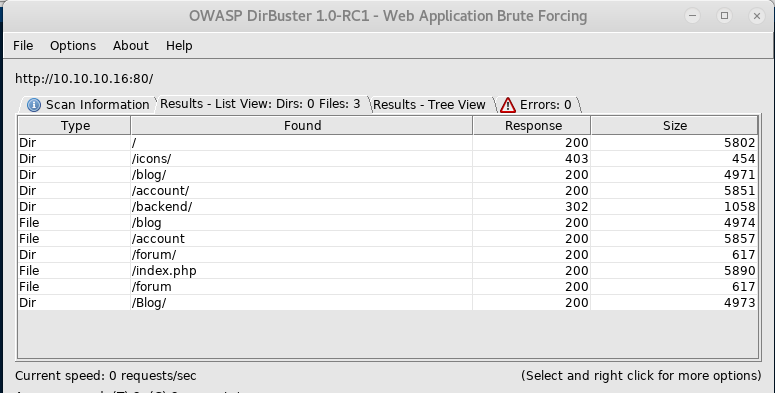 OWASP DirBuster 1.0-RC1 - Web Application Brute Forcing
File Options About Help
http://10.10.10.16:80/
Scan Information Results - List View: Dirs: 0 Files: 3 Results - Tree View Errors: 0
Type Found Response Size
Dir / 200 5802
Dir /icons/ 403 454
Dir /blog/ 200 4971
Dir /account/ 200 5851
Dir /backend/ 302 1058
File /blog 200 4974
File /account 200 5857
Dir /forum/ 200 617
File /index.php 200 5890
File /forum 200 617
Dir /Blog/ 200 4973
Current speed: 0 requests/sec (Select and right click for more options)